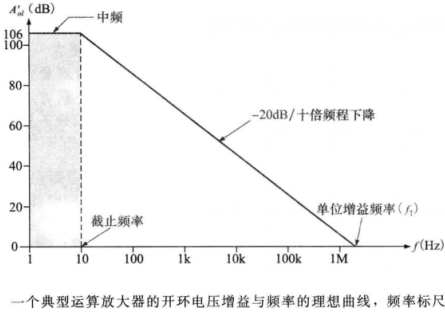 A'ol (dB)
中频
106
100
80
60
40
20
0
-20dB/十倍频程下降
截止频率
单位增益频率(fT)
1
10
100
1k
10k
100k
1M
f(Hz)
一个典型运算放大器的开环电压增益与频率的理想曲线，频率标尺